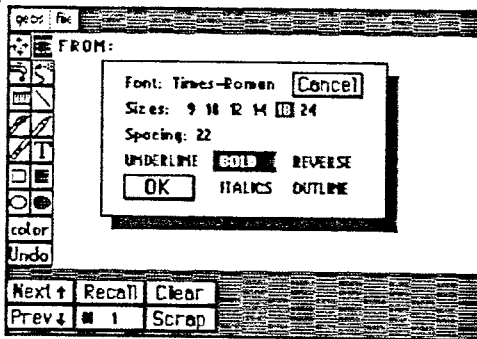 geos file
FROM:
Font: Times-Roman Cancel
Sizes: 9 10 12 14 18 24
Spacing: 22
UNDERLINE BOLD REVERSE
OK ITALICS OUTLINE
T
color
Undo
Next↑ Recall Clear
Prev↓ # 1 Scrap